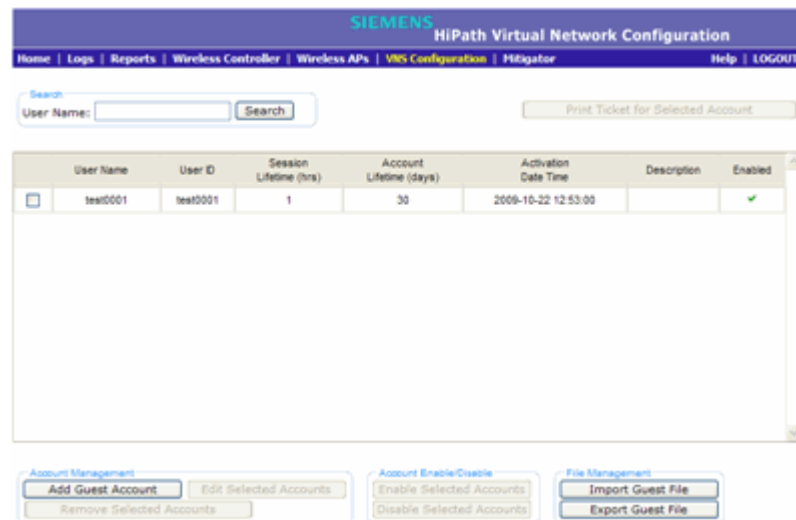 SIEMENS
HiPath Virtual Network Configuration
Home | Logs | Reports | Wireless Controller | Wireless APs | VNS Configuration | Mitigator Help | LOGOUT
Search
User Name: Search Print Ticket for Selected Account
User Name User ID Session Lifetime (hrs) Account Lifetime (days) Activation Date Time Description Enabled
test0001 test0001 1 30 2009-10-22 12:53:00
Account Management Account Enable/Disable File Management
Add Guest Account Edit Selected Accounts Enable Selected Accounts Import Guest File
Remove Selected Accounts Disable Selected Accounts Export Guest File